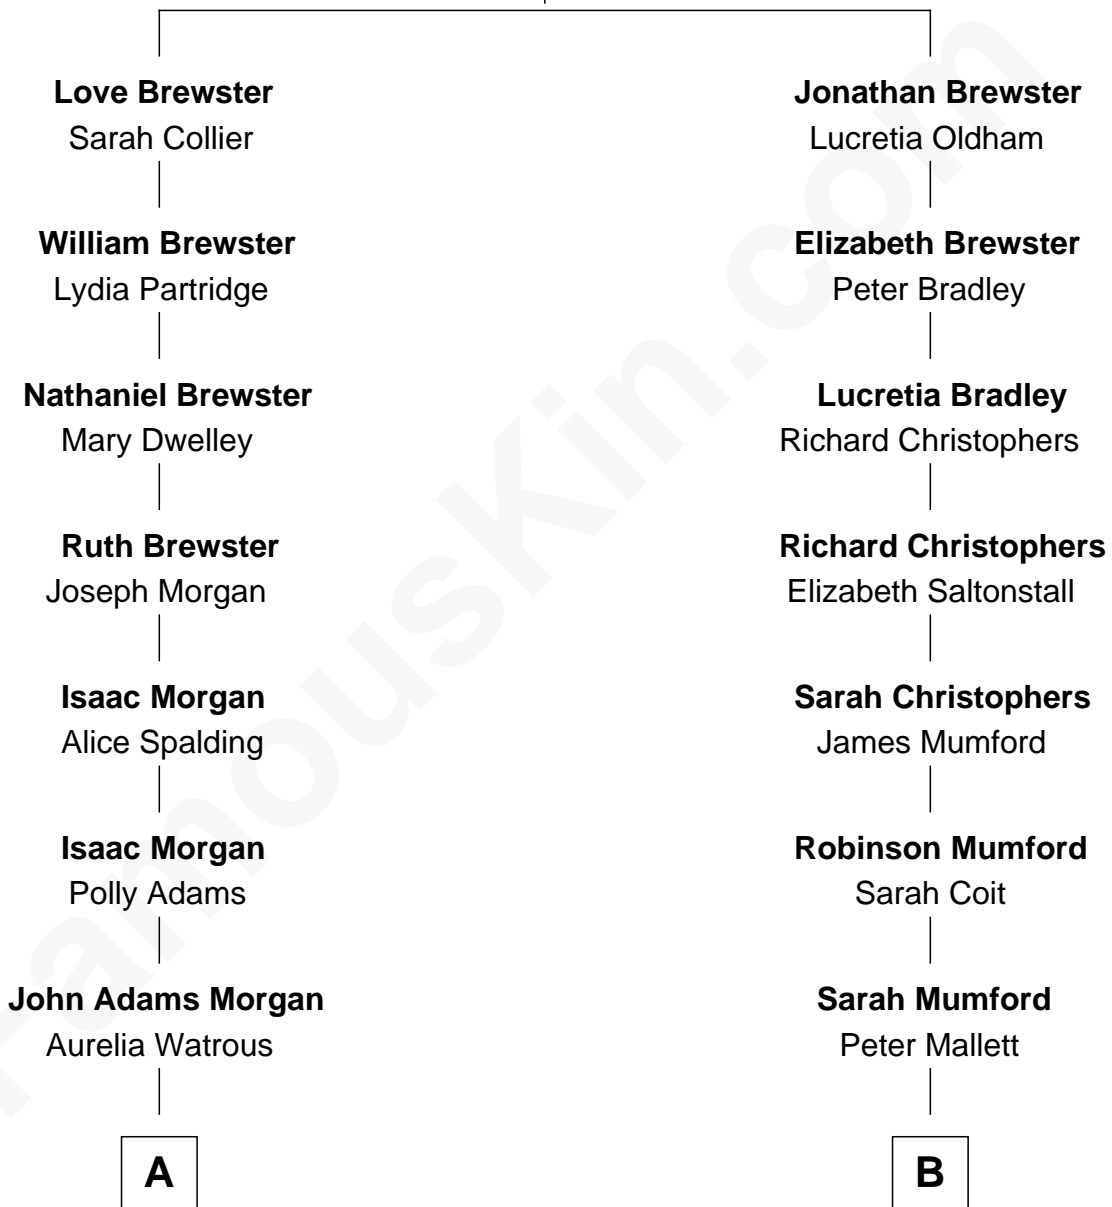 Love Brewster
Sarah Collier
William Brewster
Lydia Partridge
Nathaniel Brewster
Mary Dwelley
Ruth Brewster
Joseph Morgan
Isaac Morgan
Alice Spalding
Isaac Morgan
Polly Adams
John Adams Morgan
Aurelia Watrous
A
Jonathan Brewster
Lucretia Oldham
Elizabeth Brewster
Peter Bradley
Lucretia Bradley
Richard Christophers
Richard Christophers
Elizabeth Saltonstall
Sarah Christophers
James Mumford
Robinson Mumford
Sarah Coit
Sarah Mumford
Peter Mallett
B
FamousKin.com